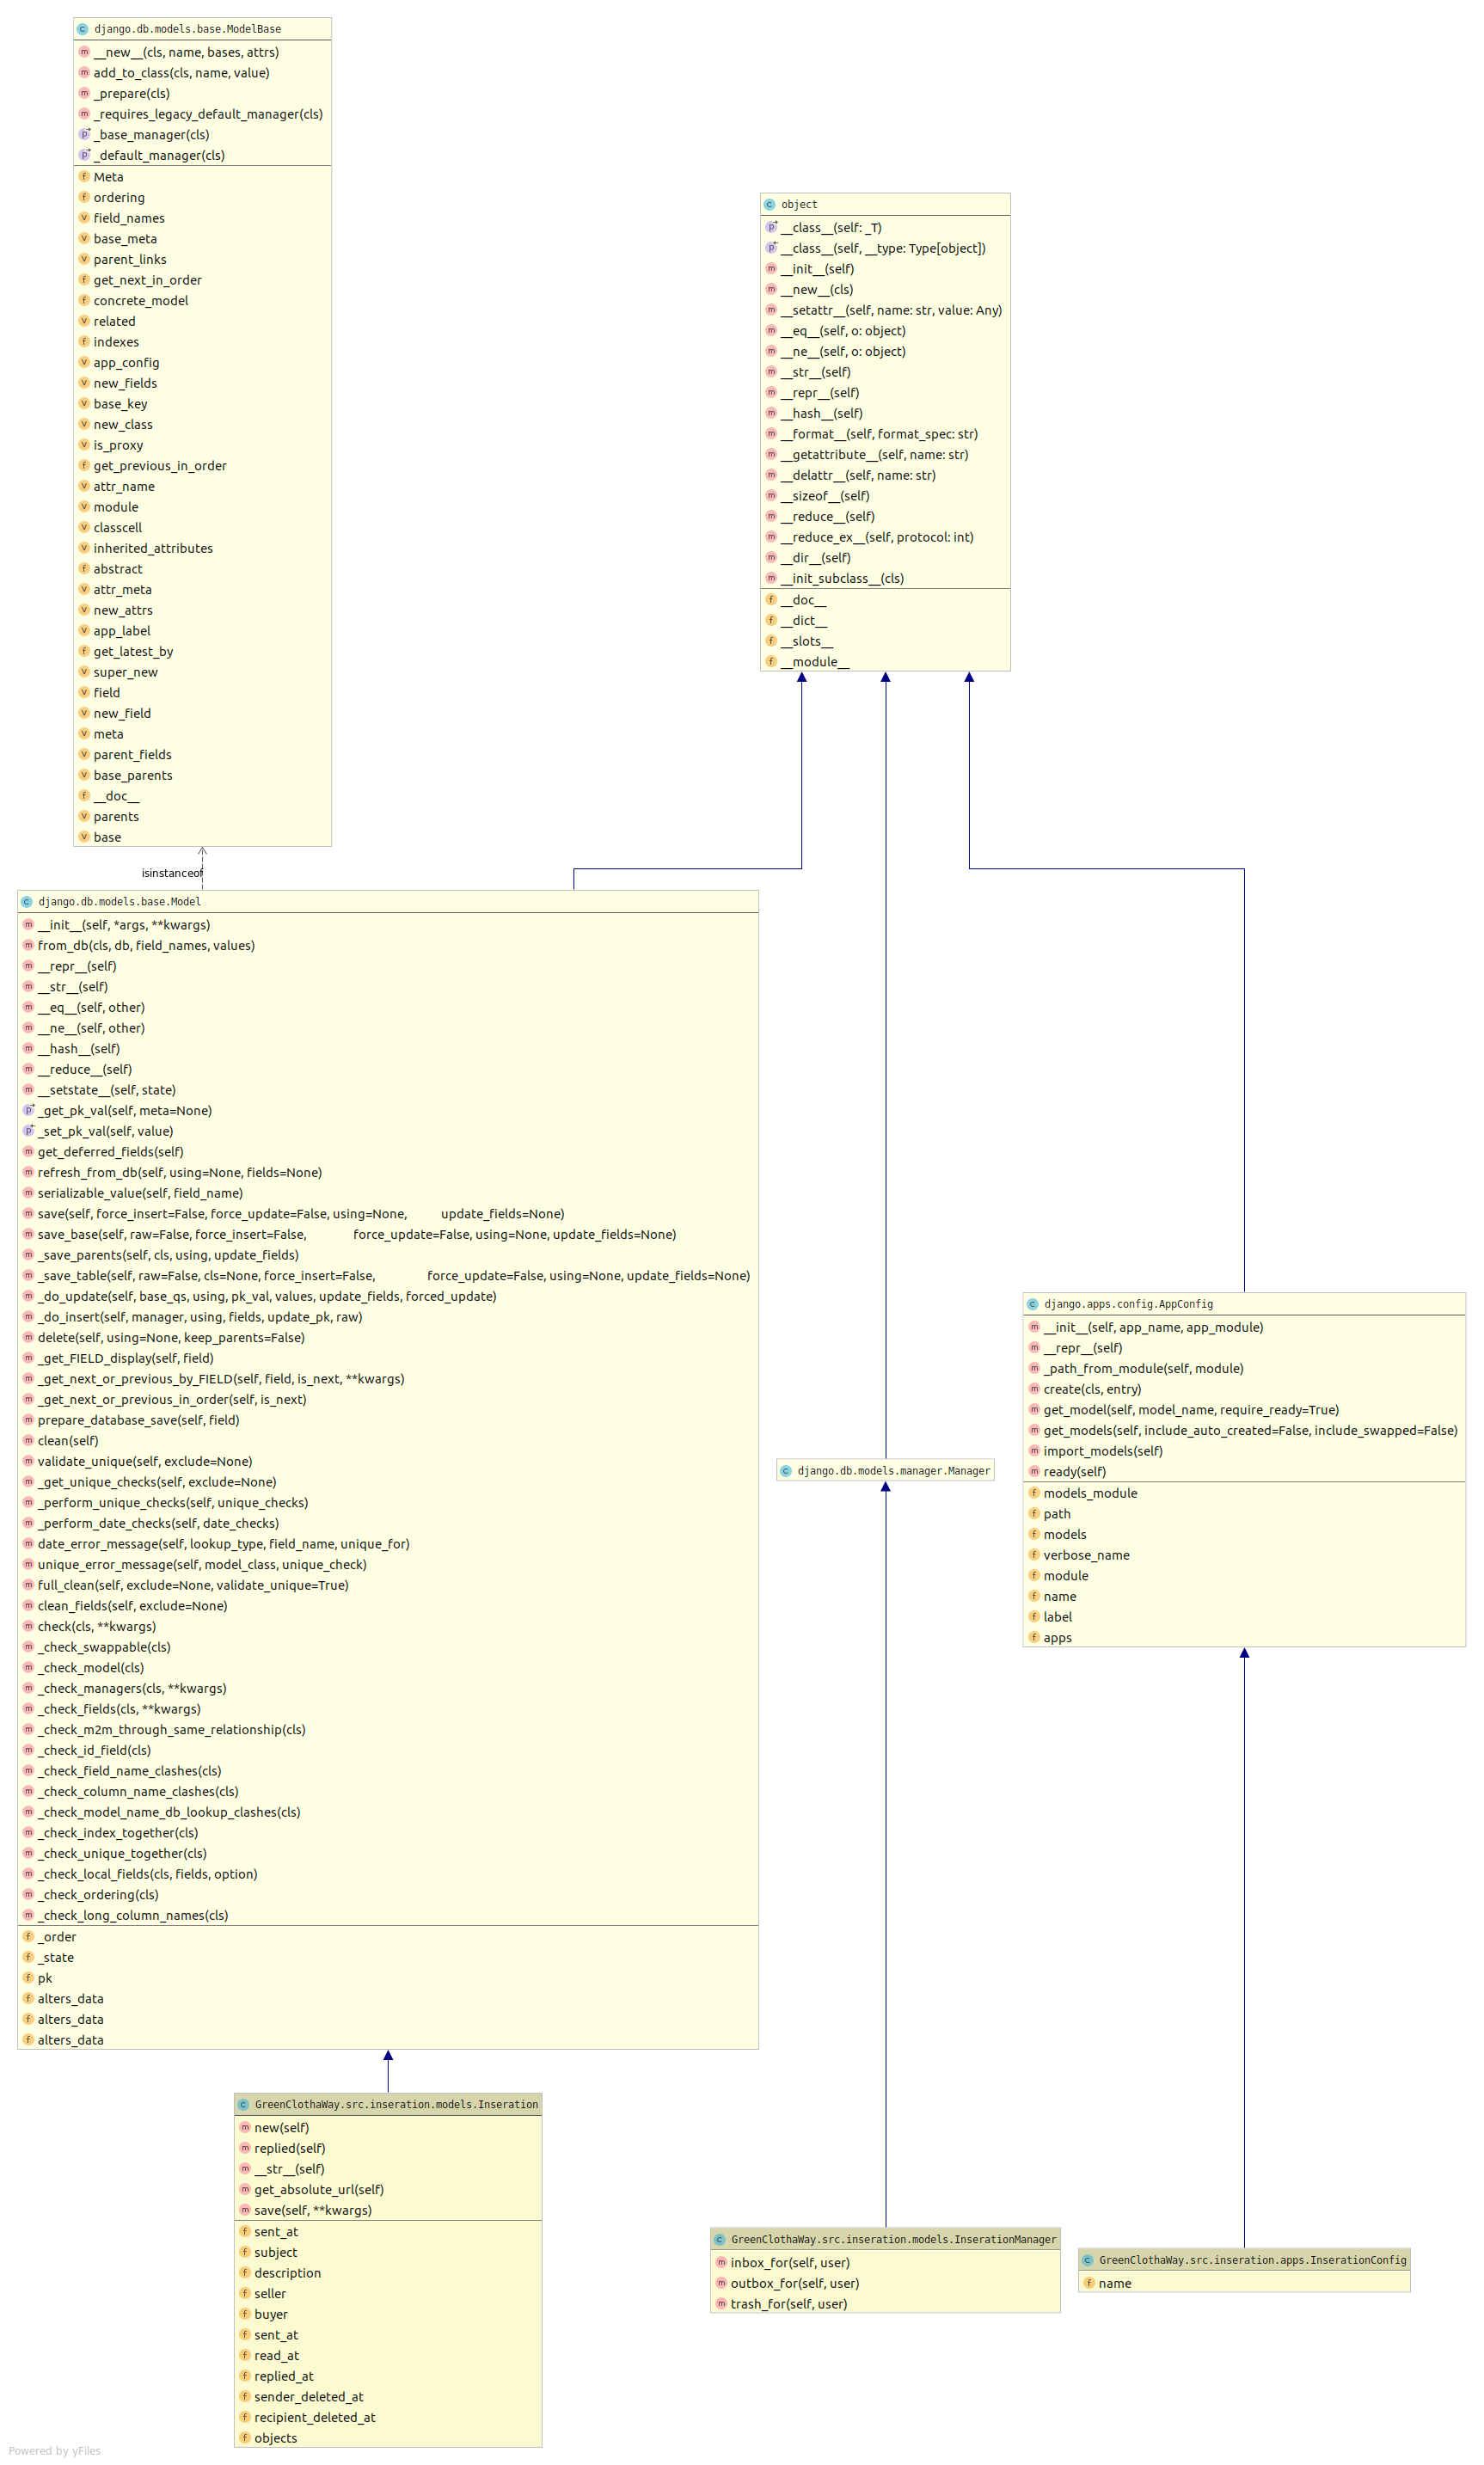 django.db.models.base.ModelBase
__new__(cls, name, bases, attrs)
add_to_class(cls, name, value)
_prepare(cls)
_requires_legacy_default_manager(cls)
_base_manager(cls)
_default_manager(cls)
Meta
ordering
field_names
base_meta
parent_links
get_next_in_order
concrete_model
related
indexes
app_config
new_fields
base_key
new_class
is_proxy
get_previous_in_order
attr_name
module
classcell
inherited_attributes
abstract
attr_meta
new_attrs
app_label
get_latest_by
super_new
field
new_field
meta
parent_fields
base_parents
__doc__
parents
base
object
__class__(self: _T)
__class__(self, __type: Type[object])
__init__(self)
__new__(cls)
__setattr__(self, name: str, value: Any)
__eq__(self, o: object)
__ne__(self, o: object)
__str__(self)
__repr__(self)
__hash__(self)
__format__(self, format_spec: str)
__getattribute__(self, name: str)
__delattr__(self, name: str)
__sizeof__(self)
__reduce__(self)
__reduce_ex__(self, protocol: int)
__dir__(self)
__init_subclass__(cls)
__doc__
__dict__
__slots__
__module__
isinstanceof
django.db.models.base.Model
__init__(self, *args, **kwargs)
from_db(cls, db, field_names, values)
__repr__(self)
__str__(self)
__eq__(self, other)
__ne__(self, other)
__hash__(self)
__reduce__(self)
__setstate__(self, state)
_get_pk_val(self, meta=None)
_set_pk_val(self, value)
get_deferred_fields(self)
refresh_from_db(self, using=None, fields=None)
serializable_value(self, field_name)
save(self, force_insert=False, force_update=False, using=None, update_fields=None)
save_base(self, raw=False, force_insert=False, force_update=False, using=None, update_fields=None)
_save_parents(self, cls, using, update_fields)
_save_table(self, raw=False, cls=None, force_insert=False, force_update=False, using=None, update_fields=None)
_do_update(self, base_qs, using, pk_val, values, update_fields, forced_update)
_do_insert(self, manager, using, fields, update_pk, raw)
delete(self, using=None, keep_parents=False)
_get_FIELD_display(self, field)
_get_next_or_previous_by_FIELD(self, field, is_next, **kwargs)
_get_next_or_previous_in_order(self, is_next)
prepare_database_save(self, field)
clean(self)
validate_unique(self, exclude=None)
_get_unique_checks(self, exclude=None)
_perform_unique_checks(self, unique_checks)
_perform_date_checks(self, date_checks)
date_error_message(self, lookup_type, field_name, unique_for)
unique_error_message(self, model_class, unique_check)
full_clean(self, exclude=None, validate_unique=True)
clean_fields(self, exclude=None)
check(cls, **kwargs)
_check_swappable(cls)
_check_model(cls)
_check_managers(cls, **kwargs)
_check_fields(cls, **kwargs)
_check_m2m_through_same_relationship(cls)
_check_id_field(cls)
_check_field_name_clashes(cls)
_check_column_name_clashes(cls)
_check_model_name_db_lookup_clashes(cls)
_check_index_together(cls)
_check_unique_together(cls)
_check_local_fields(cls, fields, option)
_check_ordering(cls)
_check_long_column_names(cls)
_order
_state
pk
alters_data
alters_data
alters_data
django.db.models.manager.Manager
django.apps.config.AppConfig
__init__(self, app_name, app_module)
__repr__(self)
_path_from_module(self, module)
create(cls, entry)
get_model(self, model_name, require_ready=True)
get_models(self, include_auto_created=False, include_swapped=False)
import_models(self)
ready(self)
models_module
path
models
verbose_name
module
name
label
apps
GreenClothaWay.src.inseration.models.Inseration
new(self)
replied(self)
__str__(self)
get_absolute_url(self)
save(self, **kwargs)
sent_at
subject
description
seller
buyer
sent_at
read_at
replied_at
sender_deleted_at
recipient_deleted_at
objects
GreenClothaWay.src.inseration.models.InserationManager
inbox_for(self, user)
outbox_for(self, user)
trash_for(self, user)
GreenClothaWay.src.inseration.apps.InserationConfig
name
Powered by yFiles